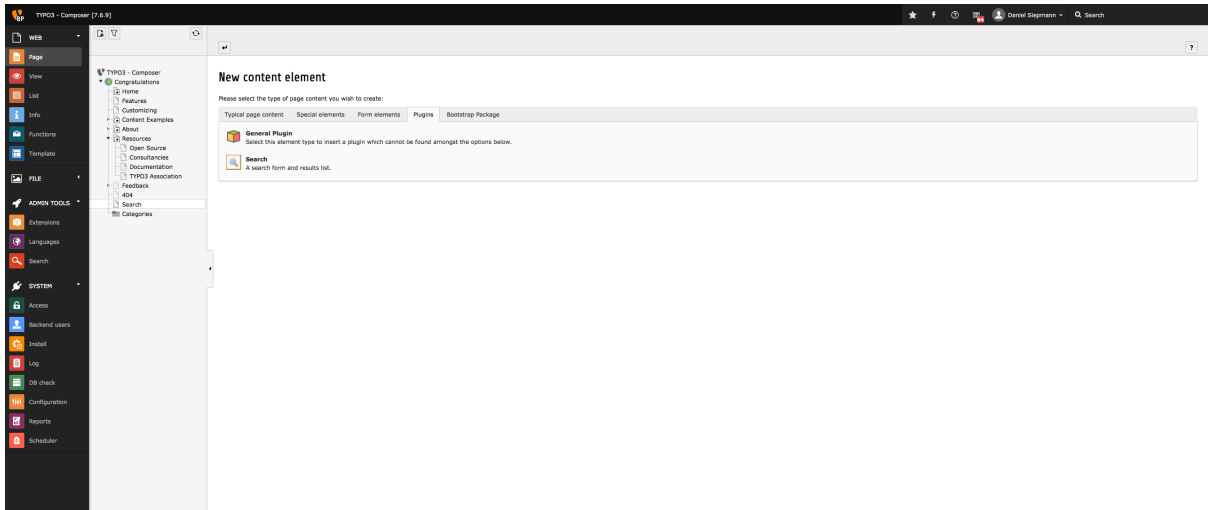 BP TYPO3 - Composer [7.6.9]
64 Daniel Siepmann Search
WEB
Page
View
List
Info
Functions
Template
FILE
ADMIN TOOLS
Extensions
Languages
Search
SYSTEM
Access
Backend users
Install
Log
DB check
Configuration
Reports
Scheduler
TYPO3 - Composer
Congratulations
Home
Features
Customizing
Content Examples
About
Resources
Open Source
Consultancies
Documentation
TYPO3 Association
Feedback
404
Search
Categories
?
New content element
Please select the type of page content you wish to create:
Typical page content Special elements Form elements Plugins Bootstrap Package
General Plugin
Select this element type to insert a plugin which cannot be found amongst the options below.
Search
A search form and results list.